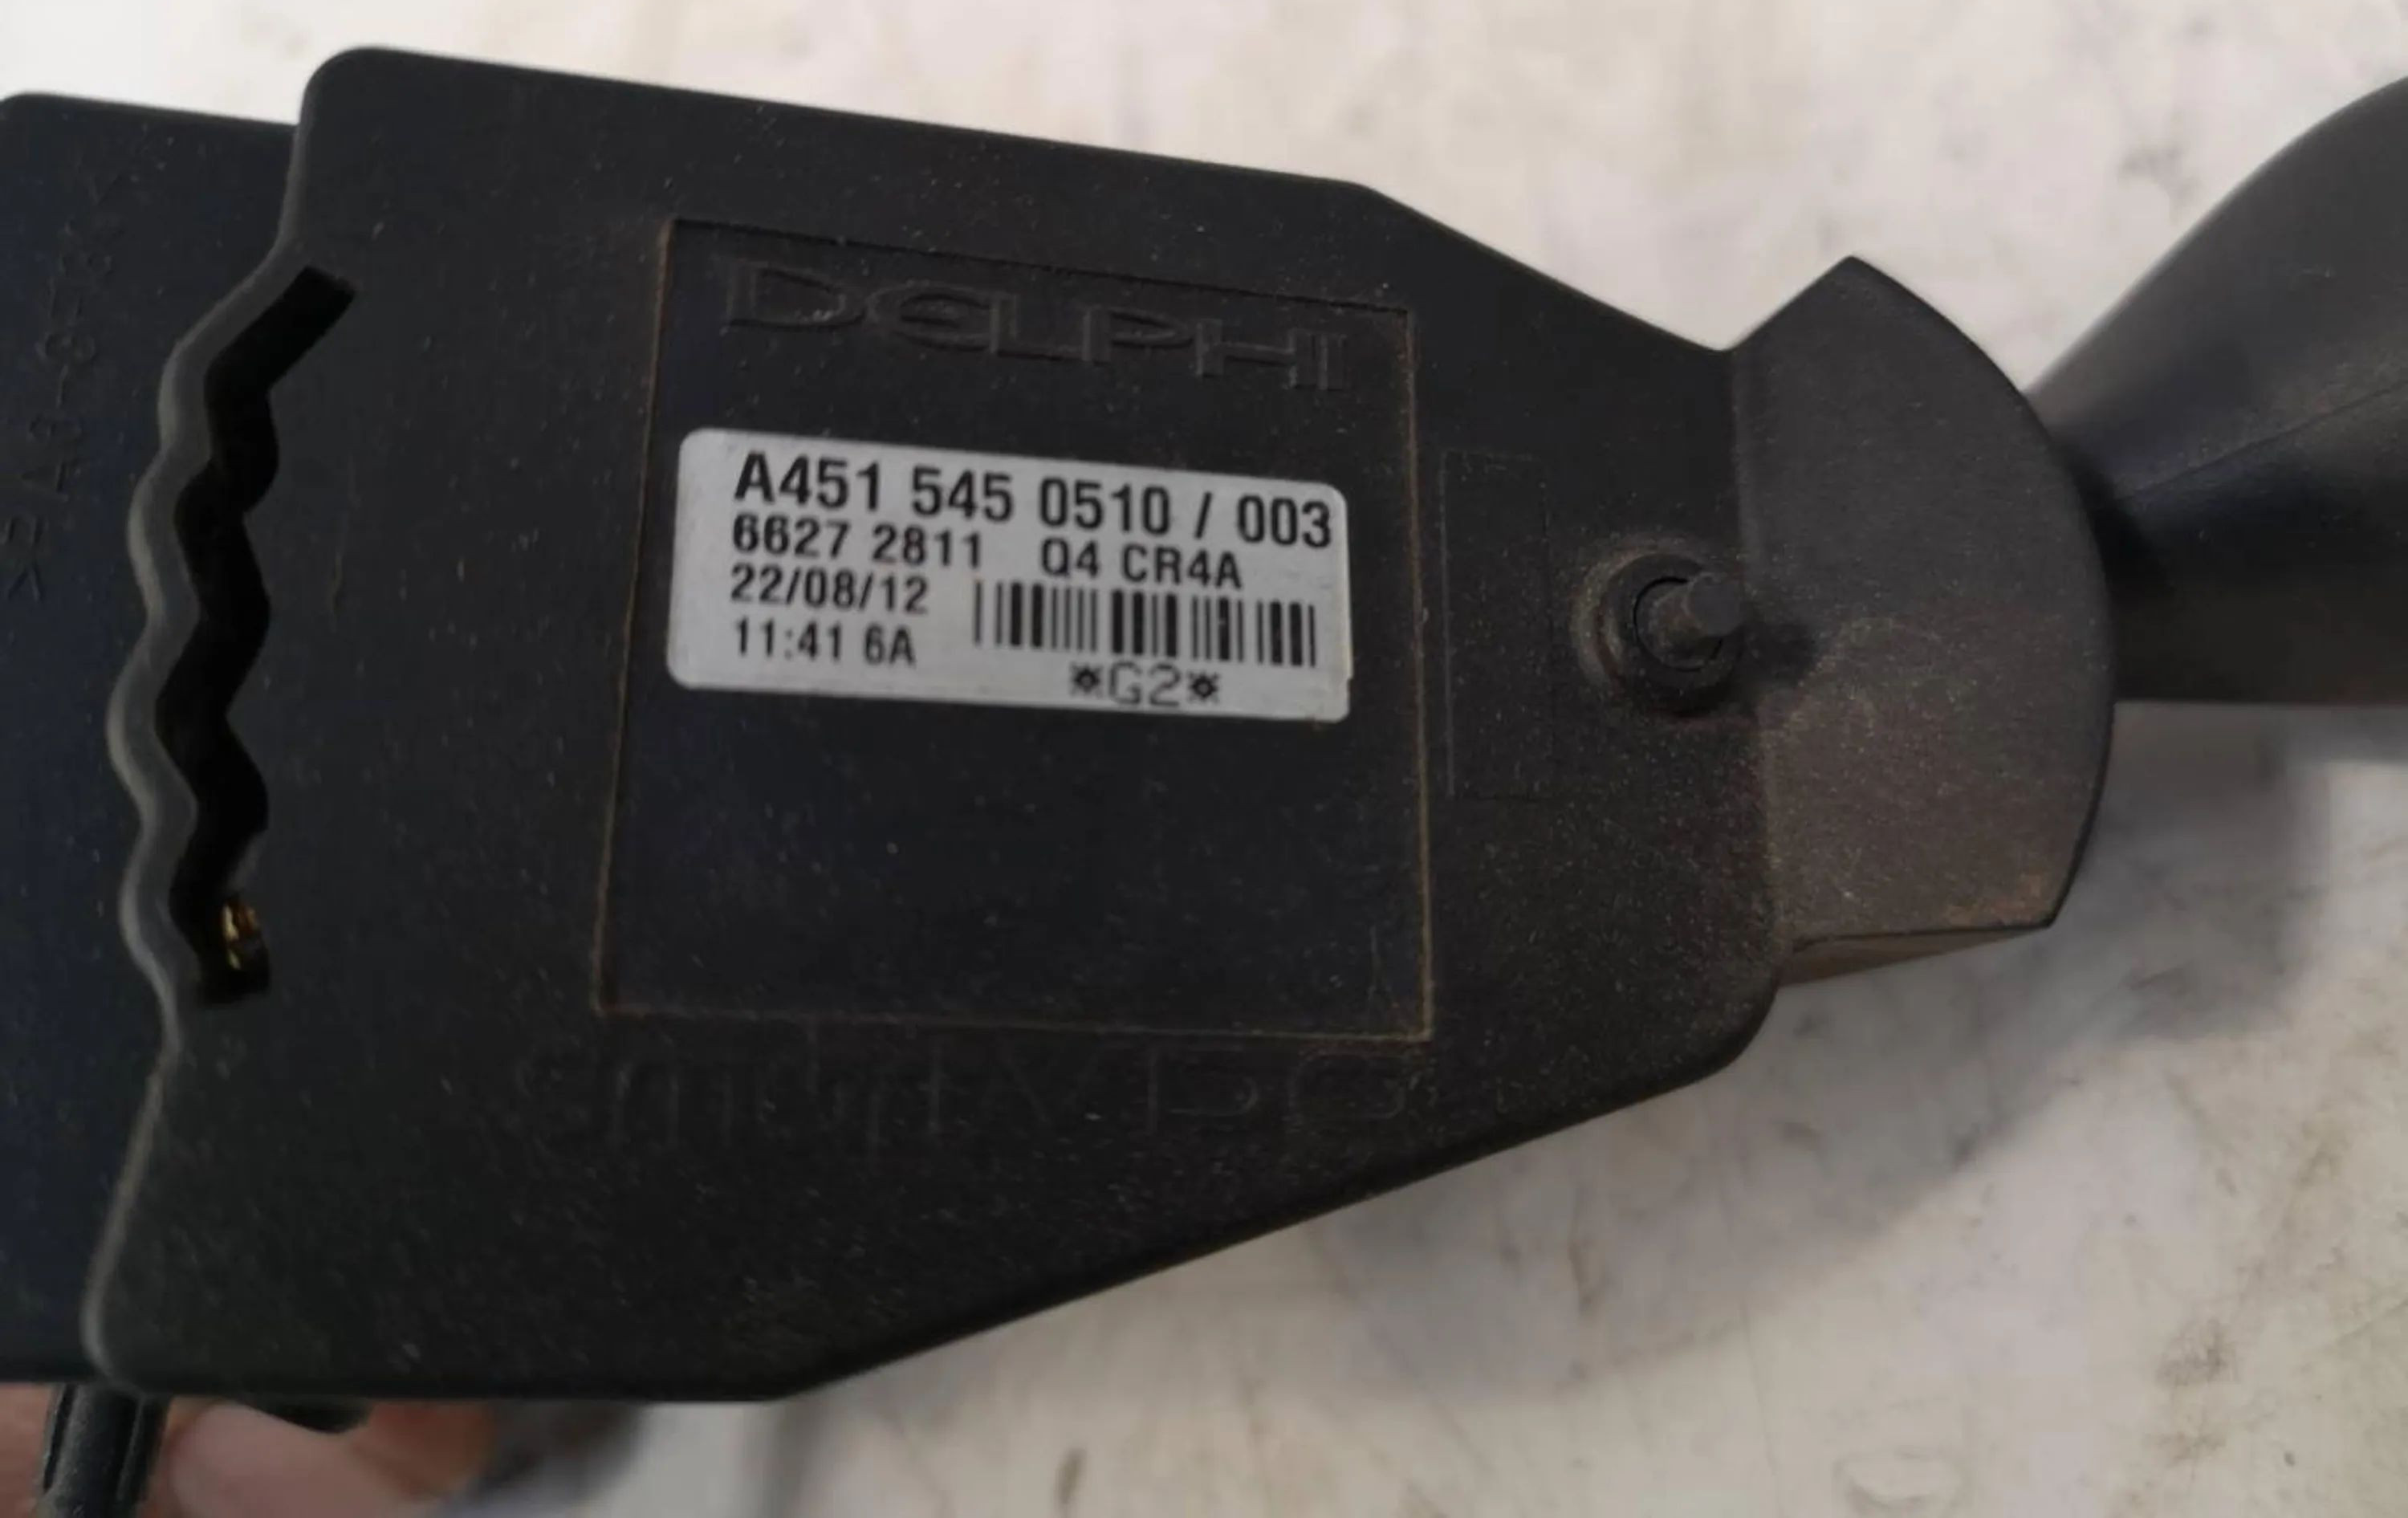 DELPHI
A451 545 0510 / 003
6627 2811 Q4 CR4A
22/08/12
11:41 6A
*G2*